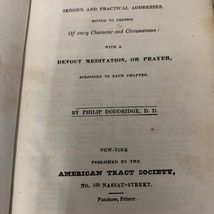 SERIOUS AND PRACTICAL ADDRESSES,
SUITED TO PERSONS
Of every Character and Circumstance:
WITH A
DEVOUT MEDITATION, OR PRAYER,
SUBJOINED TO EACH CHAPTER.
BY PHILIP DODDRIDGE, D. D.
NEW-YORK
PUBLISHED BY THE
AMERICAN TRACT SOCIETY,
NO. 150 NASSAU-STREET.
Fanshaw, Printer.